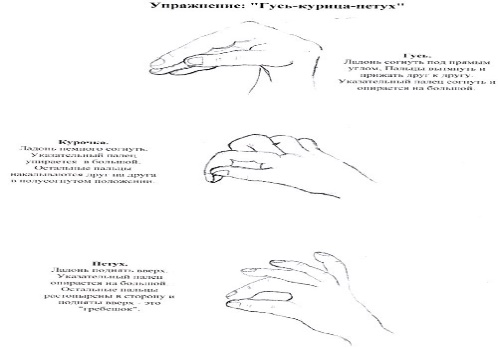 Упражнение: "Гусь-курица-петух"
Гусь.
Ладонь согнуть под прямым
углом. Пальцы вытянуть и
прижать друг к другу.
Указательный палец согнуть и
опирается на большой.
Курочка.
Ладонь немного согнуть.
Указательный палец
упирается в большой.
Остальные пальцы
накалываются друг на друга
в полусогнутом положении.
Петух.
Ладонь поднять вверх.
Указательный палец
опирается на большой
Остальные пальцы
растопырены в сторону и
подняты вверх - это
"гребешок".